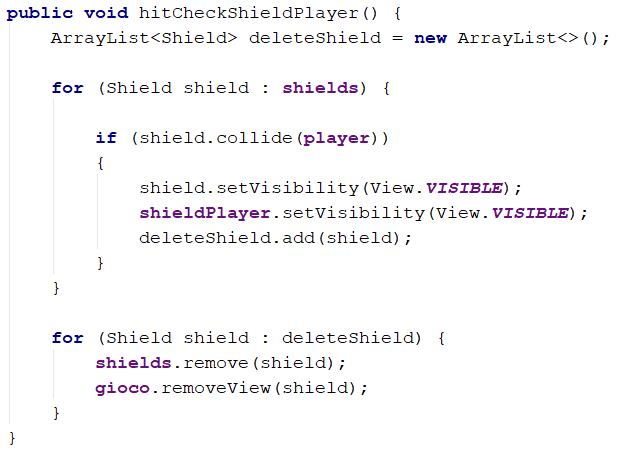 public void hitCheckShieldPlayer() {
    ArrayList<Shield> deleteShield = new ArrayList<>();

    for (Shield shield : shields) {

        if (shield.collide(player))
        {
            shield.setVisibility(View.VISIBLE);
            shieldPlayer.setVisibility(View.VISIBLE);
            deleteShield.add(shield);
        }
    }

    for (Shield shield : deleteShield) {
        shields.remove(shield);
        gioco.removeView(shield);
    }
}